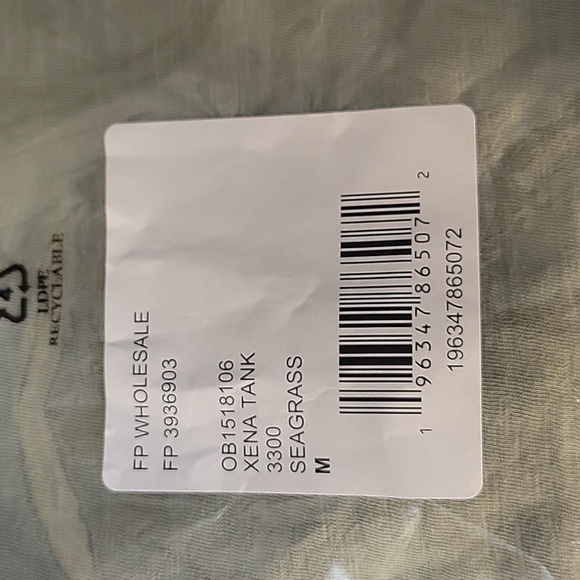 LDPE
RECYCLABLE
FP WHOLESALE
FP 3936903
OB1518106
XENA TANK
3300
SEAGRASS
M
1 96347 86507 2
196347865072